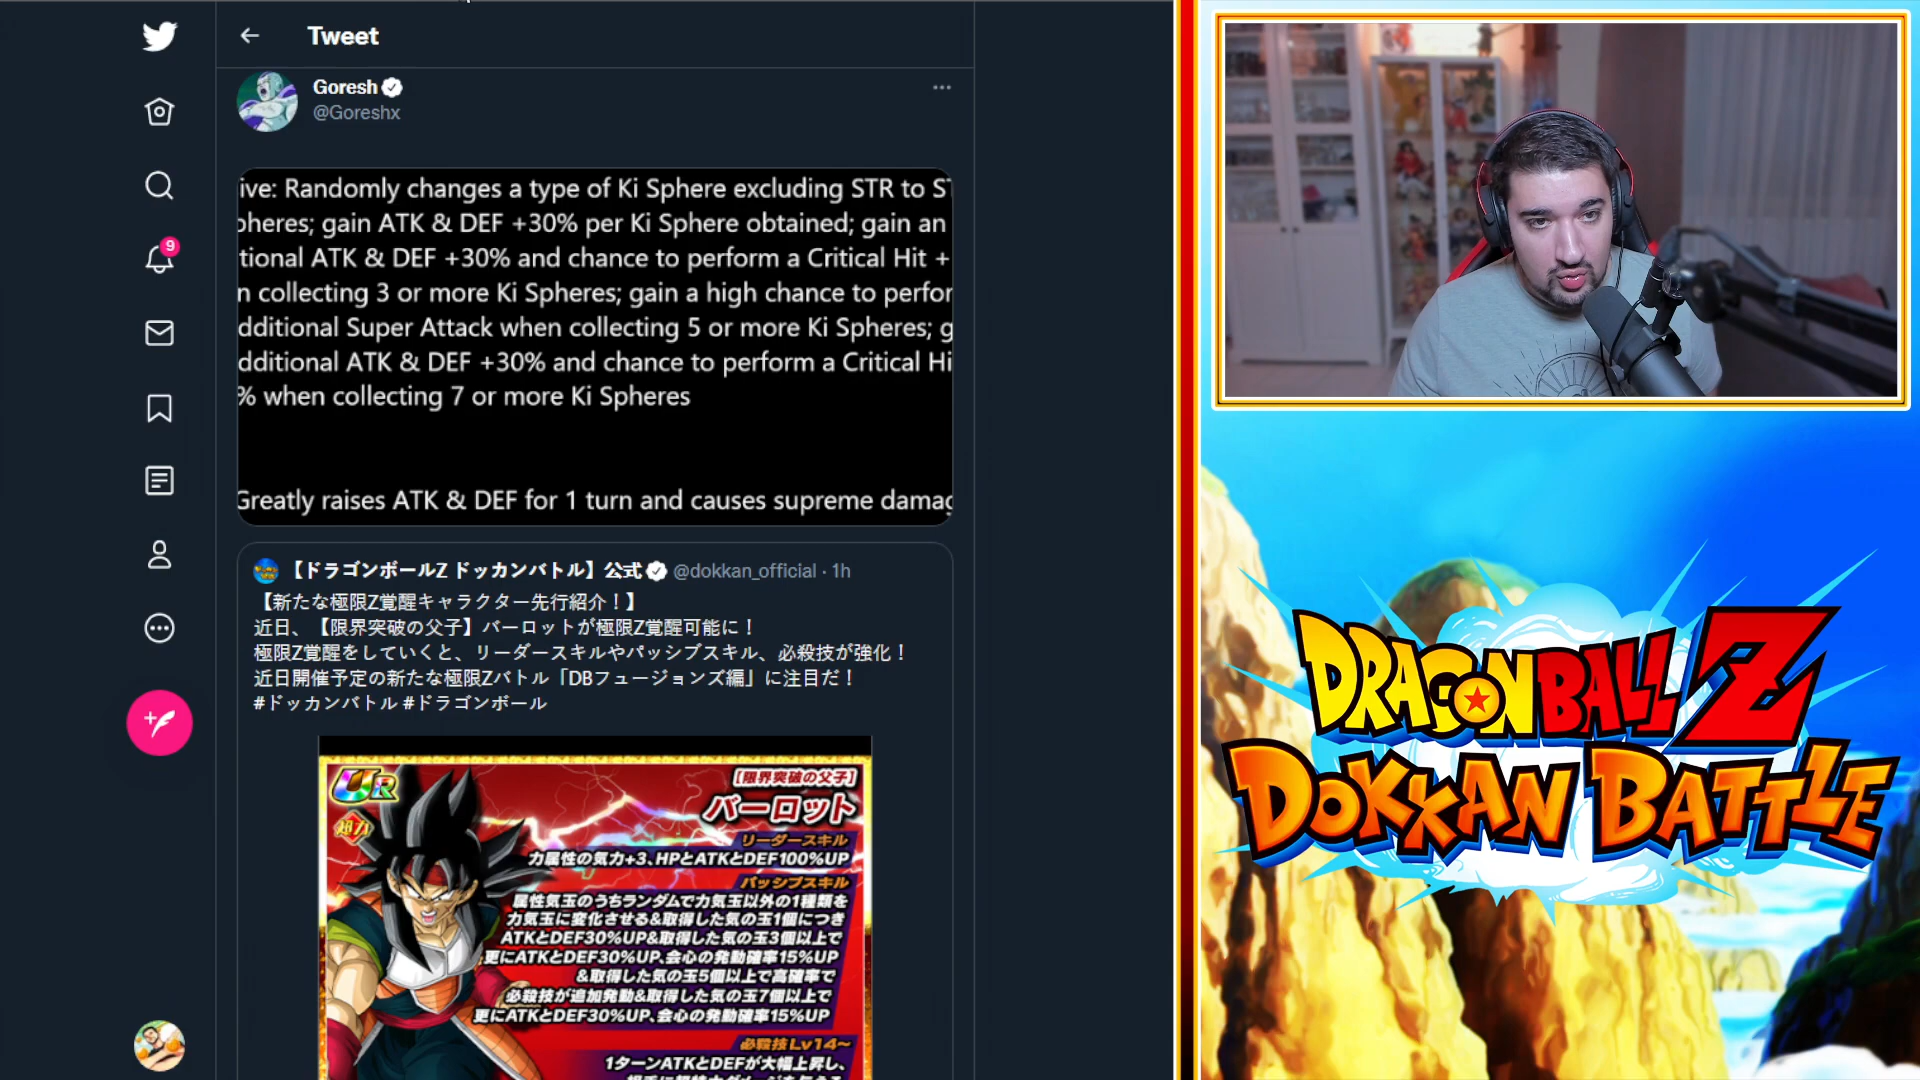 Tweet
Goresh
@Goreshx
9
ive: Randomly changes a type of Ki Sphere excluding STR to ST
pheres; gain ATK & DEF +30% per Ki Sphere obtained; gain an
tional ATK & DEF +30% and chance to perform a Critical Hit +
n collecting 3 or more Ki Spheres; gain a high chance to perfor
dditional Super Attack when collecting 5 or more Ki Spheres; g
dditional ATK & DEF +30% and chance to perform a Critical Hi
% when collecting 7 or more Ki Spheres
Greatly raises ATK & DEF for 1 turn and causes supreme damag
【ドラゴンボールZ ドッカンバトル】公式 @dokkan_official · 1h
【新たな極限Z覚醒キャラクター先行紹介！】
近日、【限界突破の父子】バーロットが極限Z覚醒可能に！
極限Z覚醒をしていくと、リーダースキルやパッシブスキル、必殺技が強化！
近日開催予定の新たな極限Zバトル「DBフュージョンズ編」に注目だ！
#ドッカンバトル #ドラゴンボール
UR
超力
[限界突破の父子]
バーロット
リーダースキル
力属性の気力+3、HPとATKとDEF100%UP
パッシブスキル
属性気玉のうちランダムで力気玉以外の1種類を
力気玉に変化させる&取得した気の玉1個につき
ATKとDEF30%UP&取得した気の玉3個以上で
更にATKとDEF30%UP、会心の発動確率15%UP
&取得した気の玉5個以上で高確率で
必殺技が追加発動&取得した気の玉7個以上で
更にATKとDEF30%UP、会心の発動確率15%UP
必殺技Lv14~
1ターンATKとDEFが大幅上昇し、
DRAGONBALL Z
DOKKAN BATTLE